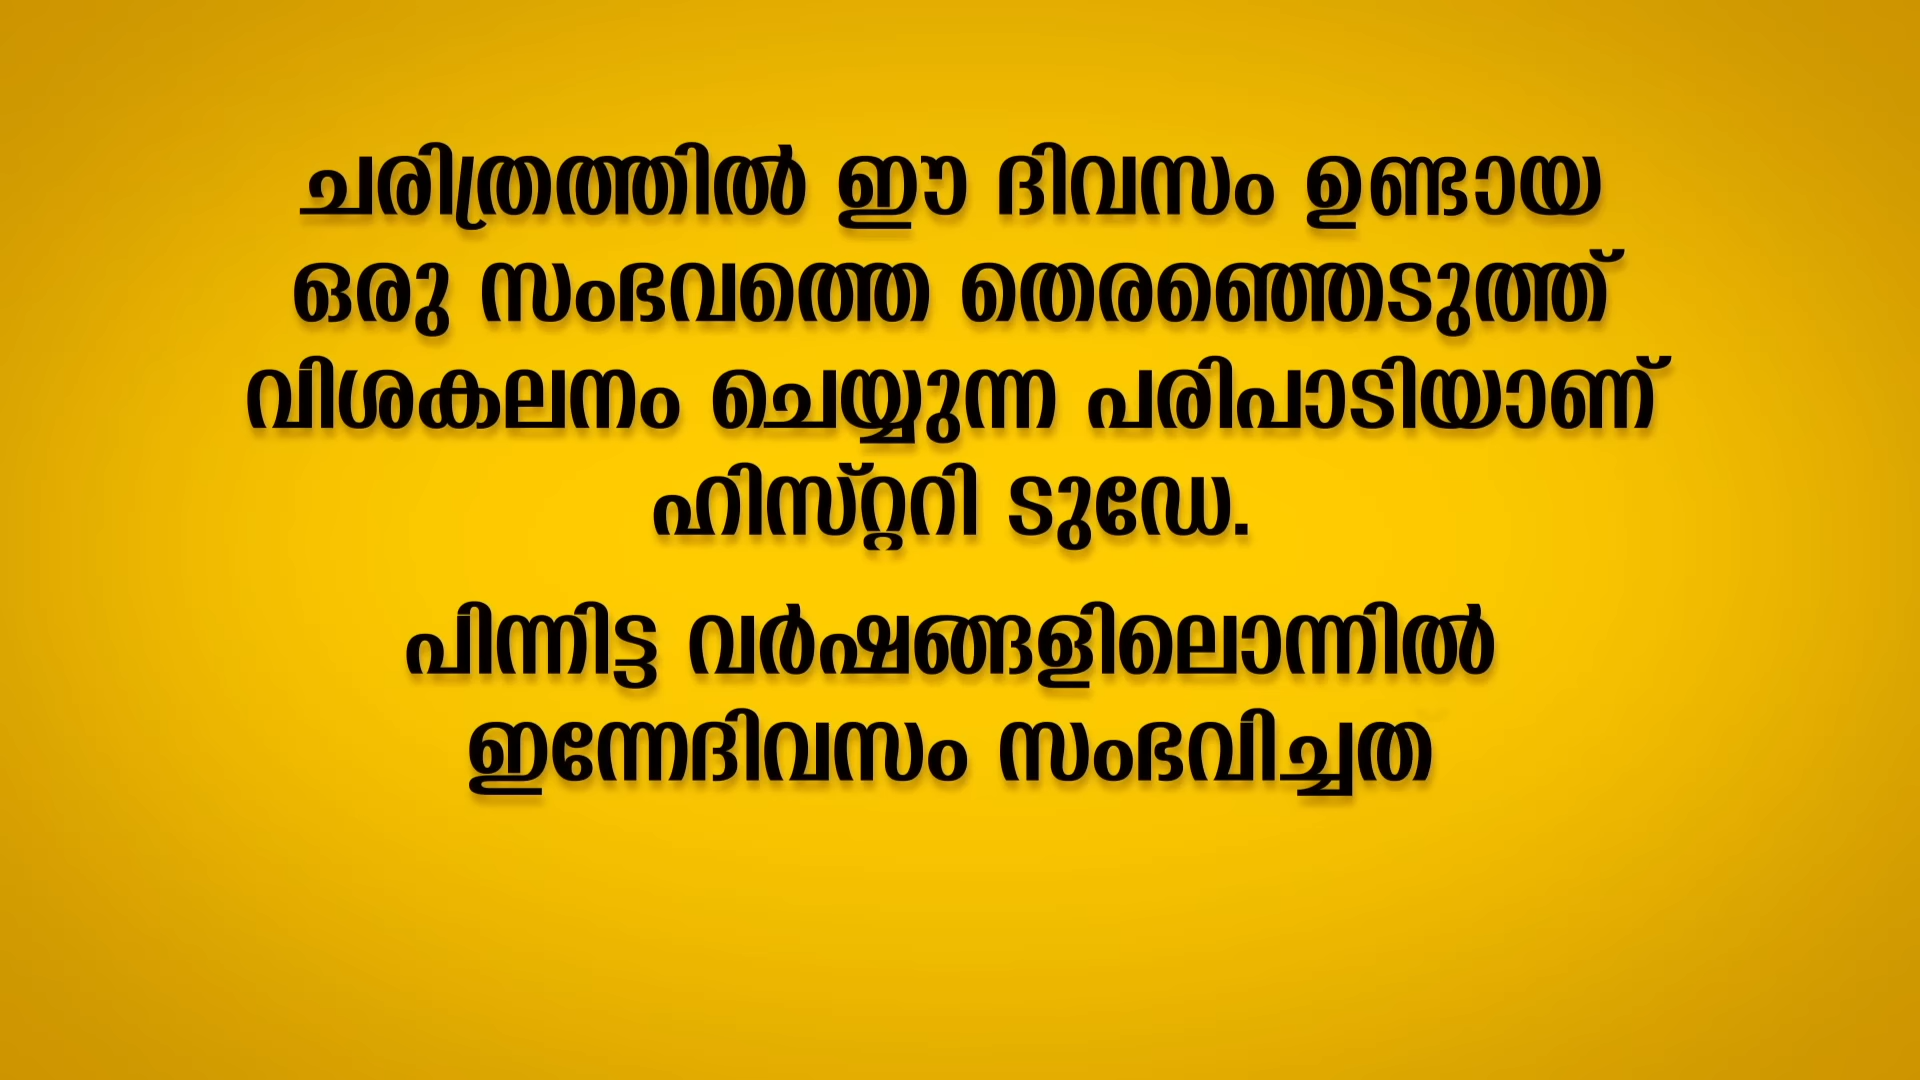 ചരിത്രത്തിൽ ഈ ദിവസം ഉണ്ടായ
ഒരു സംഭവത്തെ തെരഞ്ഞെടുത്ത്
വിശകലനം ചെയ്യുന്ന പരിപാടിയാണ്
ഹിസ്റ്ററി ടുഡേ.
പിന്നിട്ട വർഷങ്ങളിലൊന്നിൽ
ഇന്നേദിവസം സംഭവിച്ചത